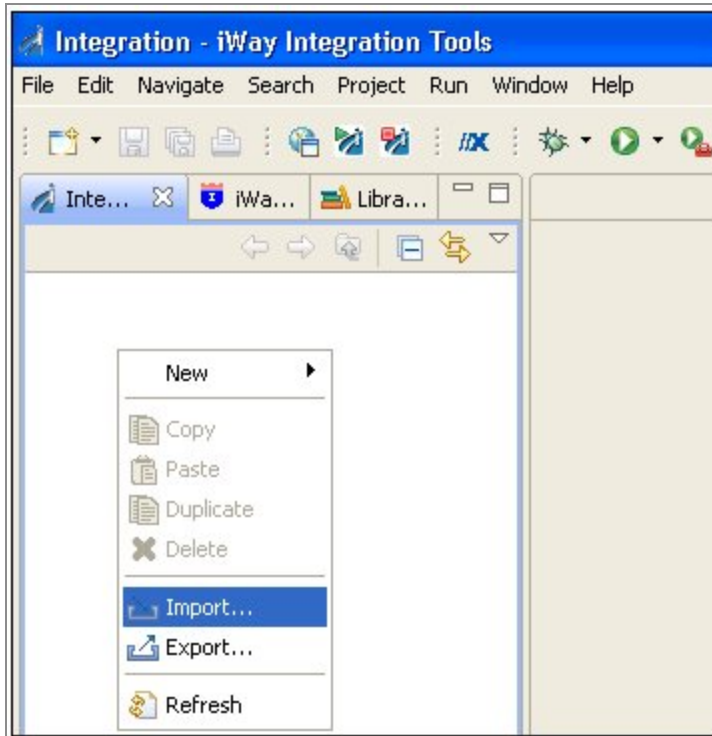 Integration - iWay Integration Tools
File Edit Navigate Search Project Run Window Help
Inte... iWa... Libra...
New
Copy
Paste
Duplicate
Delete
Import...
Export...
Refresh